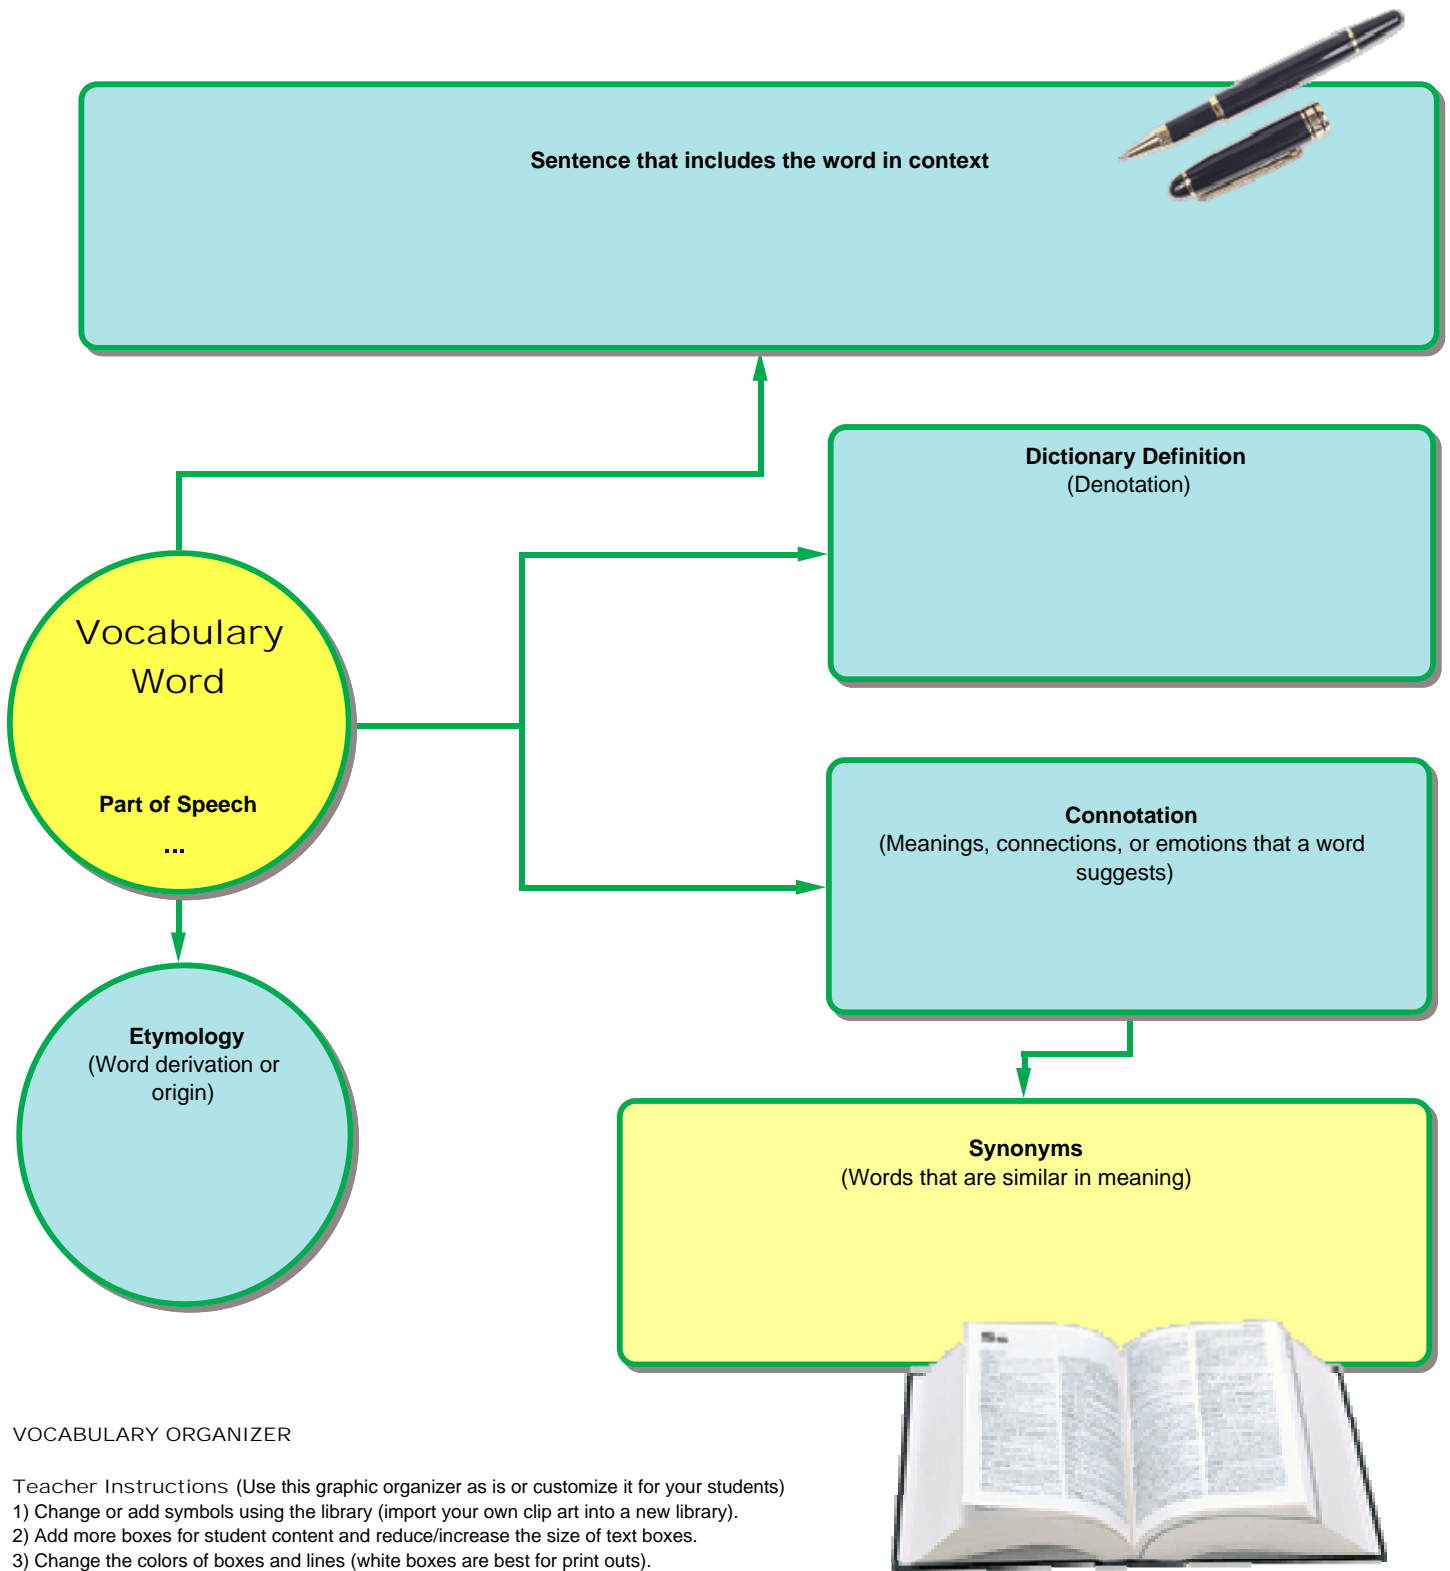 Sentence that includes the word in context
Dictionary Definition
(Denotation)
Vocabulary
Word
Part of Speech
...
Connotation
(Meanings, connections, or emotions that a word
suggests)
Etymology
(Word derivation or
origin)
Synonyms
(Words that are similar in meaning)
VOCABULARY ORGANIZER
Teacher Instructions (Use this graphic organizer as is or customize it for your students)
1) Change or add symbols using the library (import your own clip art into a new library).
2) Add more boxes for student content and reduce/increase the size of text boxes.
3) Change the colors of boxes and lines (white boxes are best for print outs).